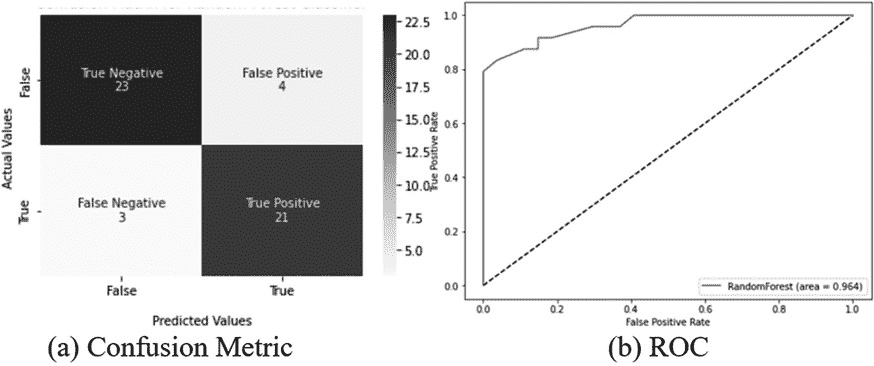 True Negative
23
False Positive
4
False Negative
3
True Positive
21
False
True
Actual Values
False
True
Predicted Values
22.5
20.0
17.5
15.0
12.5
10.0
7.5
5.0
(a) Confusion Metric
1.0
0.8
0.6
0.4
0.2
0.0
True Positive Rate
0.0
0.2
0.4
0.6
0.8
1.0
False Positive Rate
RandomForest (area = 0.964)
(b) ROC